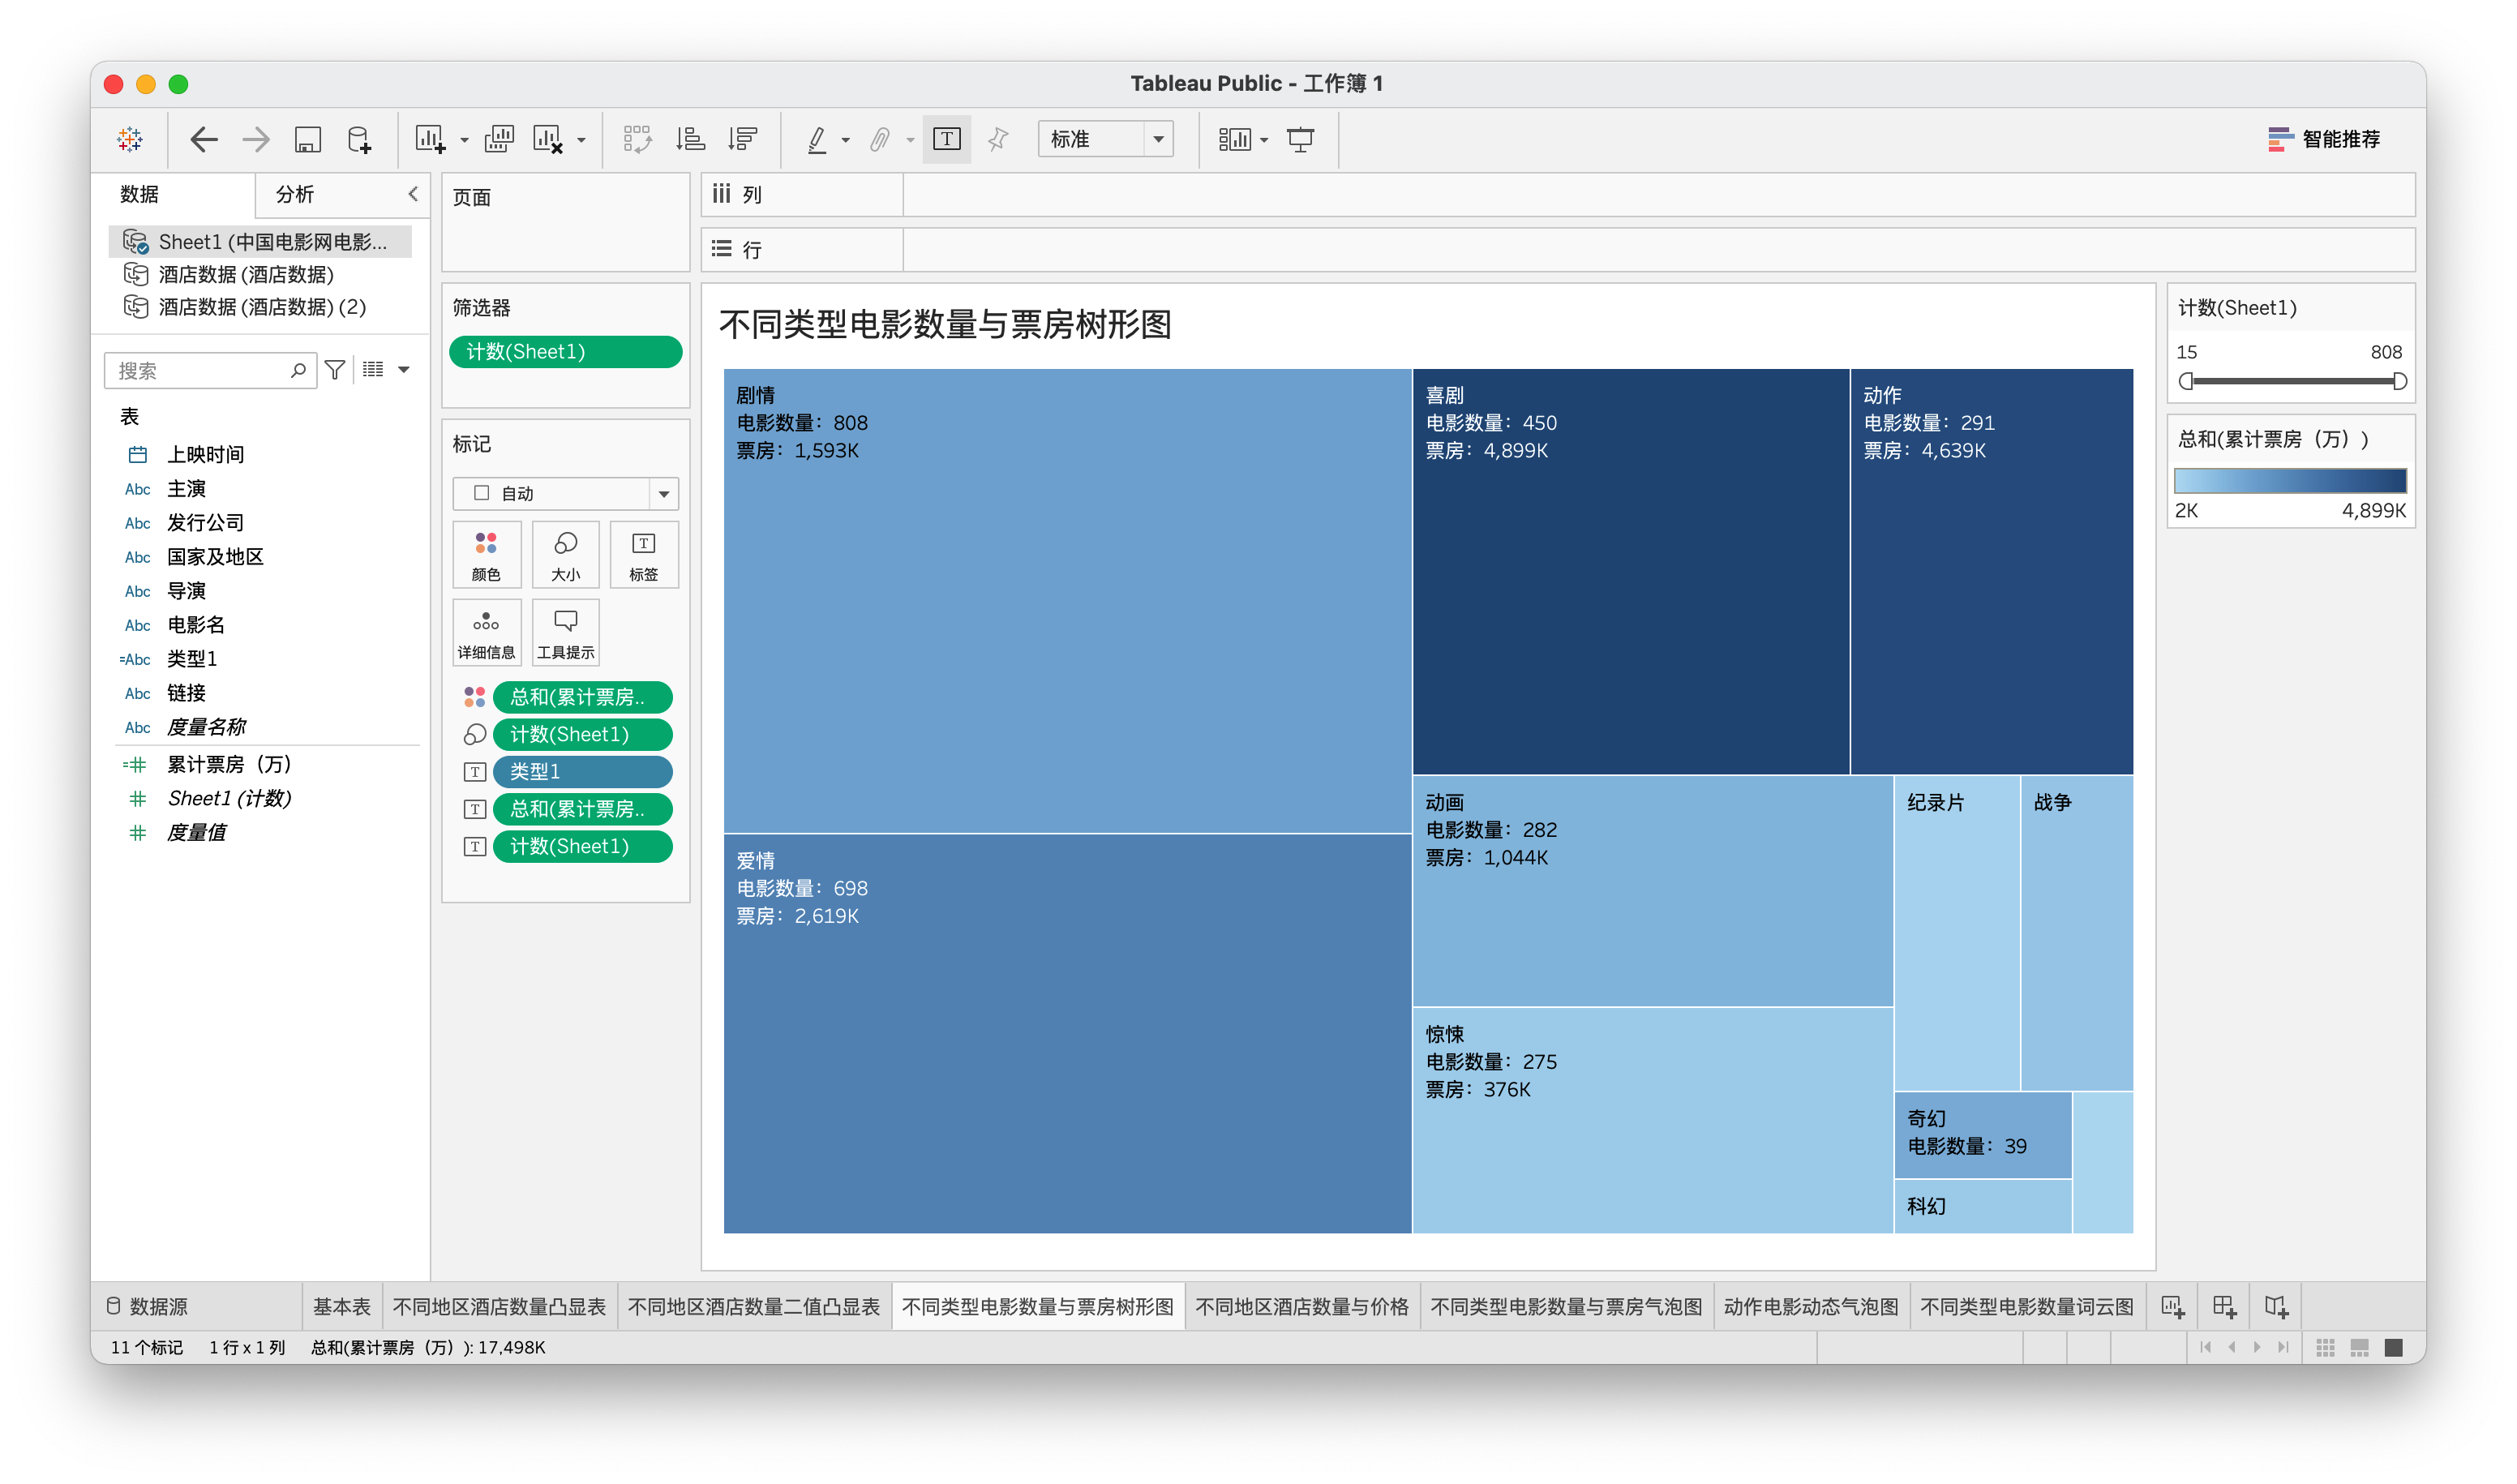 Tableau Public - 工作簿 1
标准
智能推荐
数据
分析
Sheet1 (中国电影网电影...
酒店数据 (酒店数据)
酒店数据 (酒店数据) (2)
搜索
表
上映时间
Abc 主演
Abc 发行公司
Abc 国家及地区
Abc 导演
Abc 电影名
=Abc 类型1
Abc 链接
Abc 度量名称
=# 累计票房（万）
# Sheet1 (计数)
# 度量值
页面
筛选器
计数(Sheet1)
标记
自动
颜色
大小
T
标签
详细信息
工具提示
总和(累计票房..
计数(Sheet1)
T 类型1
T 总和(累计票房..
T 计数(Sheet1)
列
行
不同类型电影数量与票房树形图
剧情
电影数量：808
票房：1,593K
爱情
电影数量：698
票房：2,619K
喜剧
电影数量：450
票房：4,899K
动作
电影数量：291
票房：4,639K
动画
电影数量：282
票房：1,044K
惊悚
电影数量：275
票房：376K
纪录片
战争
奇幻
电影数量：39
科幻
计数(Sheet1)
15 808
总和(累计票房（万）)
2K 4,899K
数据源
基本表
不同地区酒店数量凸显表
不同地区酒店数量二值凸显表
不同类型电影数量与票房树形图
不同地区酒店数量与价格
不同类型电影数量与票房气泡图
动作电影动态气泡图
不同类型电影数量词云图
11 个标记 1 行 x 1 列 总和(累计票房（万）): 17,498K